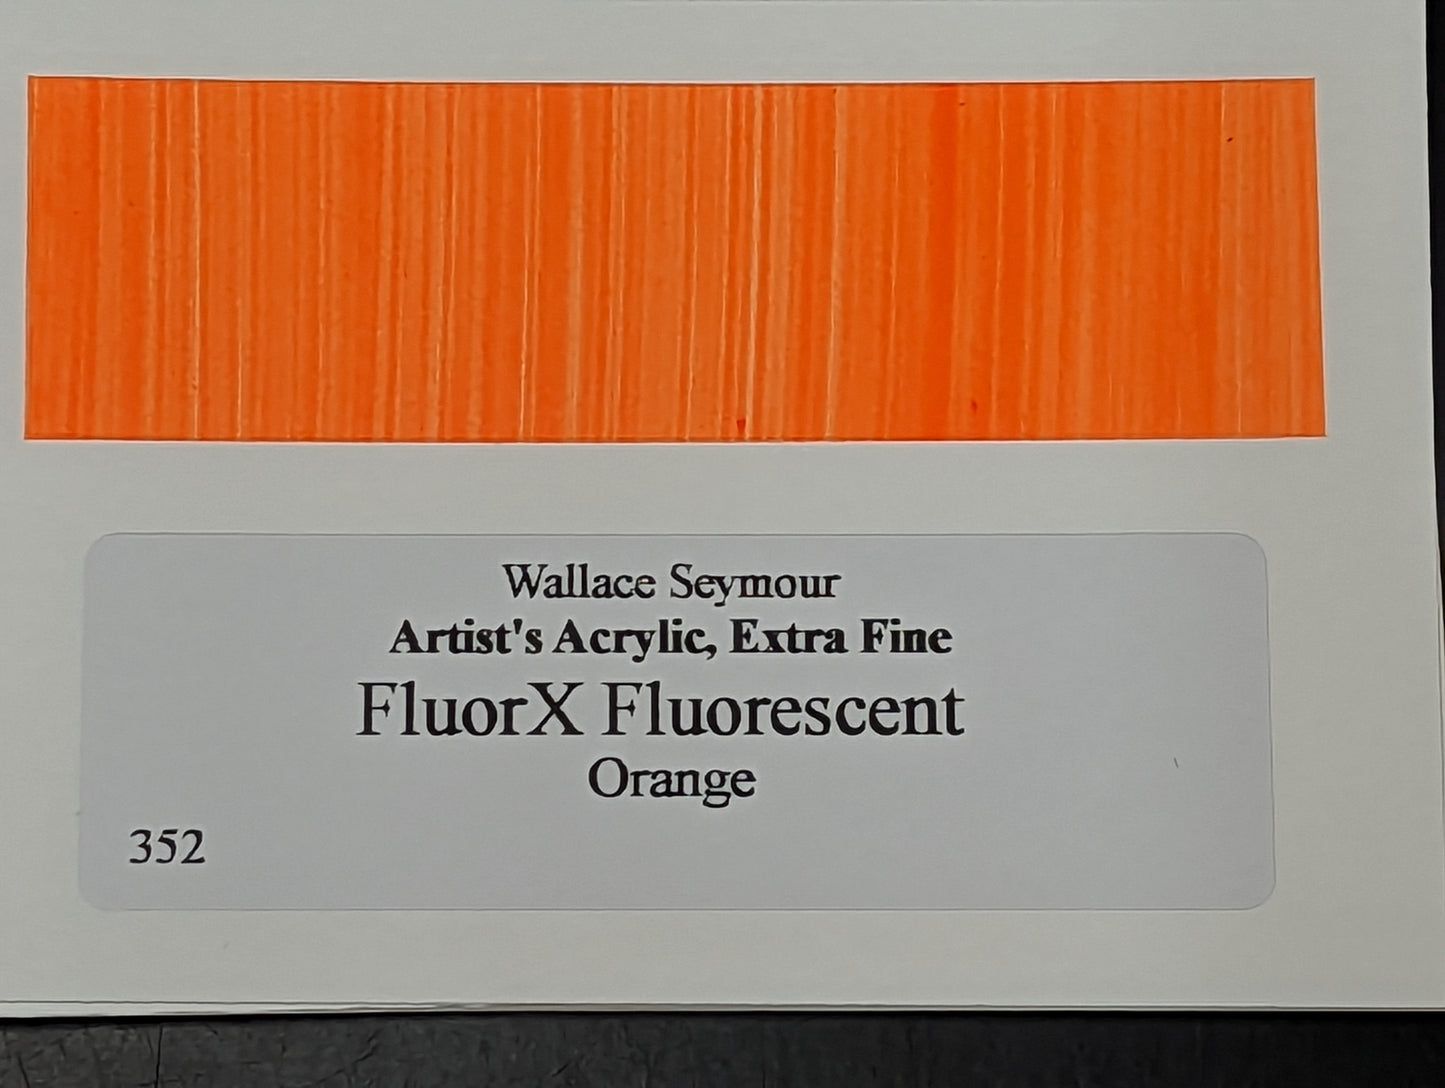 Wallace Seymour
Artist's Acrylic, Extra Fine
FluorX Fluorescent
Orange
352